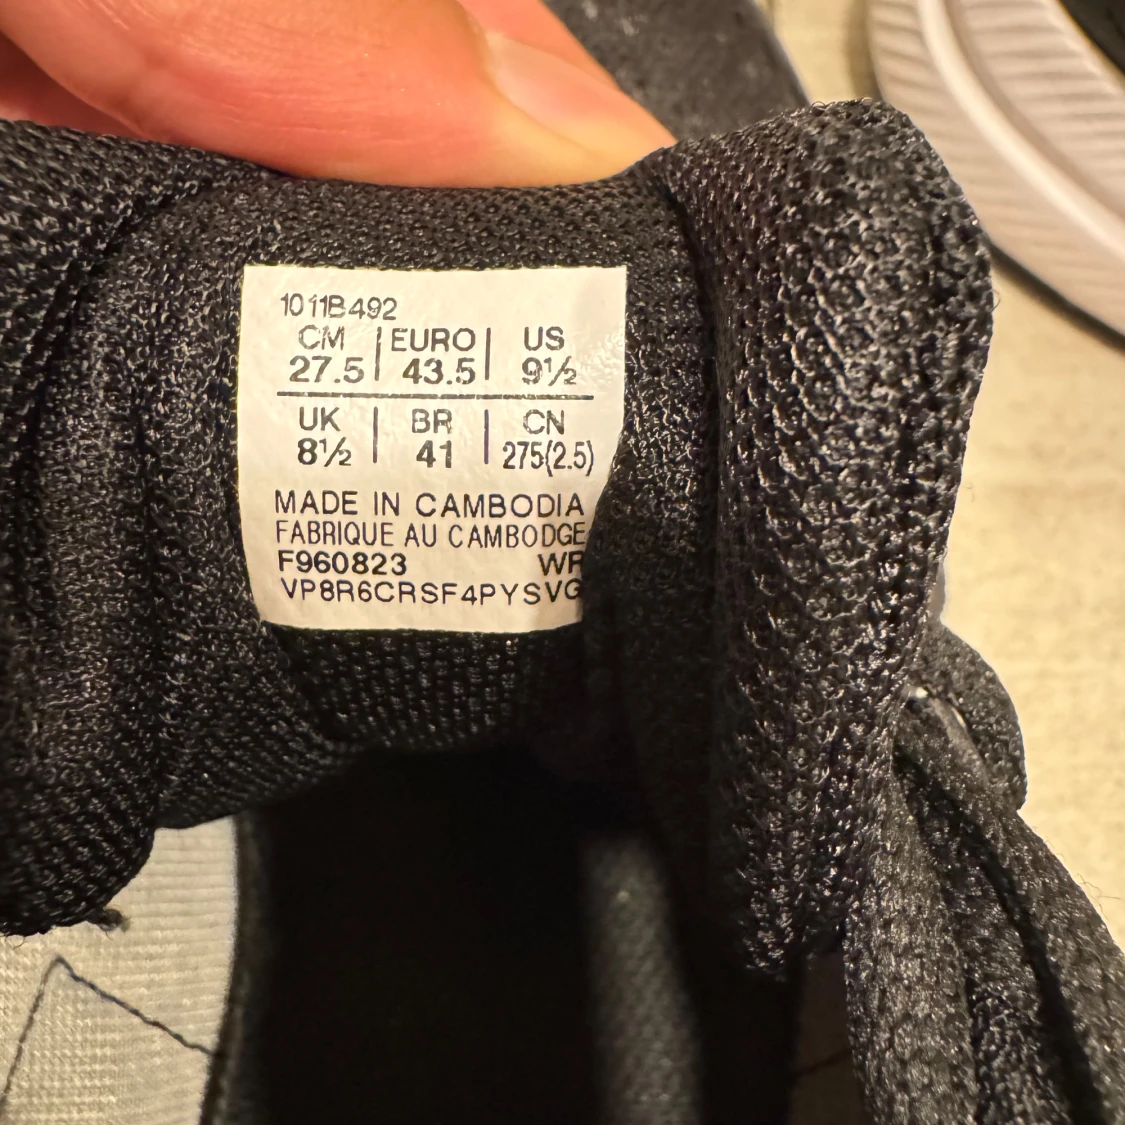 1011B492
CM | EURO | US
27.5 | 43.5 | 9½
UK | BR | CN
8½ | 41 | 275(2.5)
MADE IN CAMBODIA
FABRIQUE AU CAMBODGE
F960823 WR
VP8R6CRSF4PYSVG